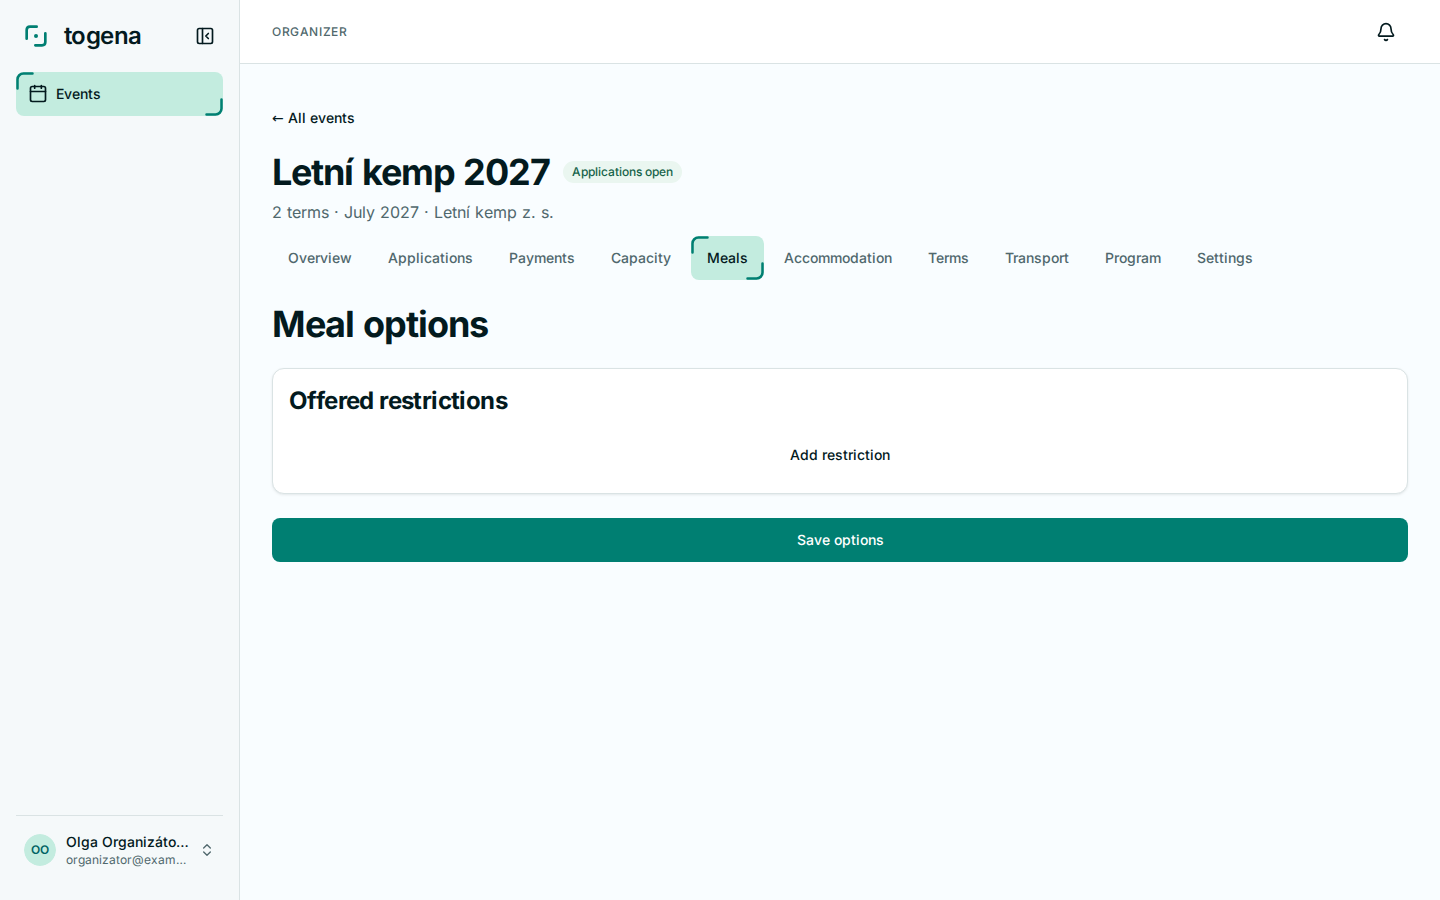 togena
ORGANIZER
Events
← All events
Letní kemp 2027
Applications open
2 terms · July 2027 · Letní kemp z. s.
Overview
Applications
Payments
Capacity
Meals
Accommodation
Terms
Transport
Program
Settings
Meal options
Offered restrictions
Add restriction
Save options
OO
Olga Organizáto...
organizator@exam...